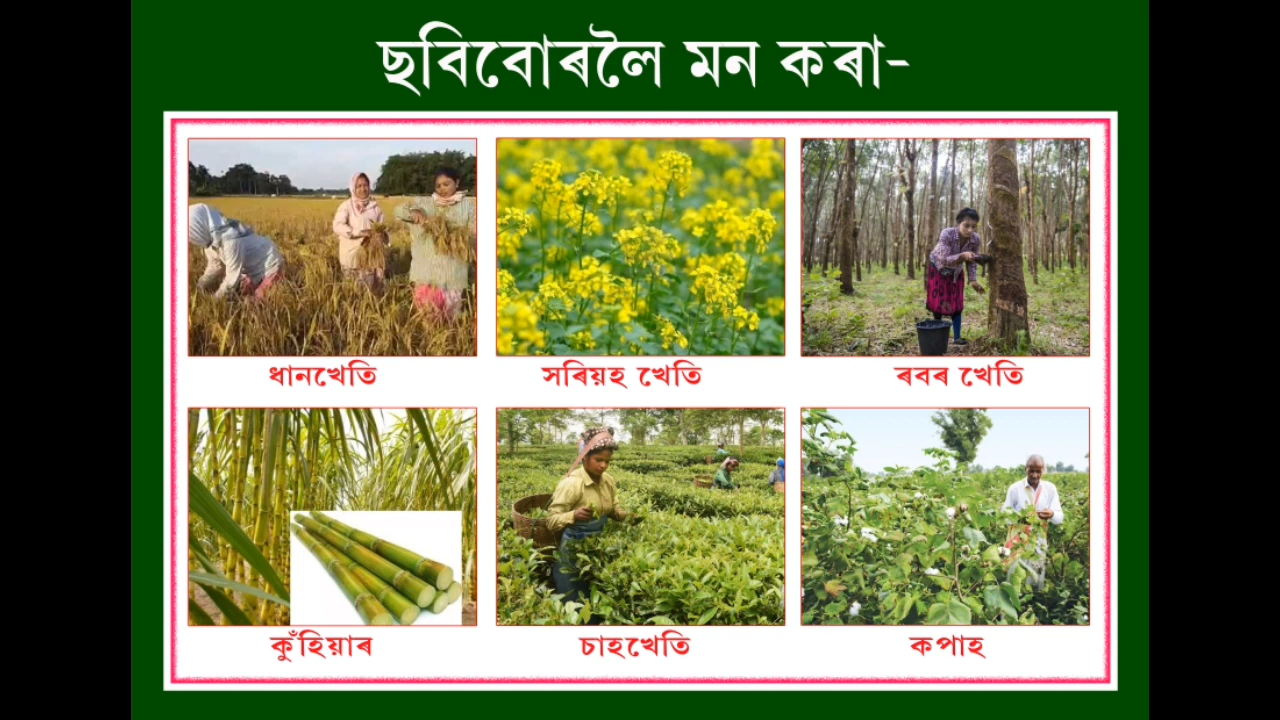 ছবিবোৰলৈ মন কৰা-
ধানখেতি
সৰিয়হ খেতি
ৰবৰ খেতি
কুঁহিয়াৰ
চাহখেতি
কপাহ